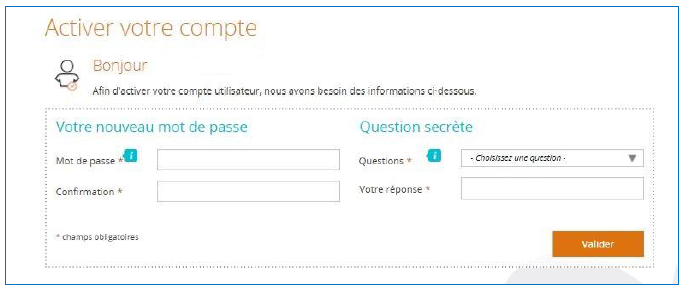 Activer votre compte
Bonjour
Afin d'activer votre compte utilisateur, nous avons besoin des informations ci-dessous.
Votre nouveau mot de passe
Mot de passe * i
Confirmation *
* champs obligatoires
Question secrète
Questions * i - Choisissez une question -
Votre réponse *
Valider